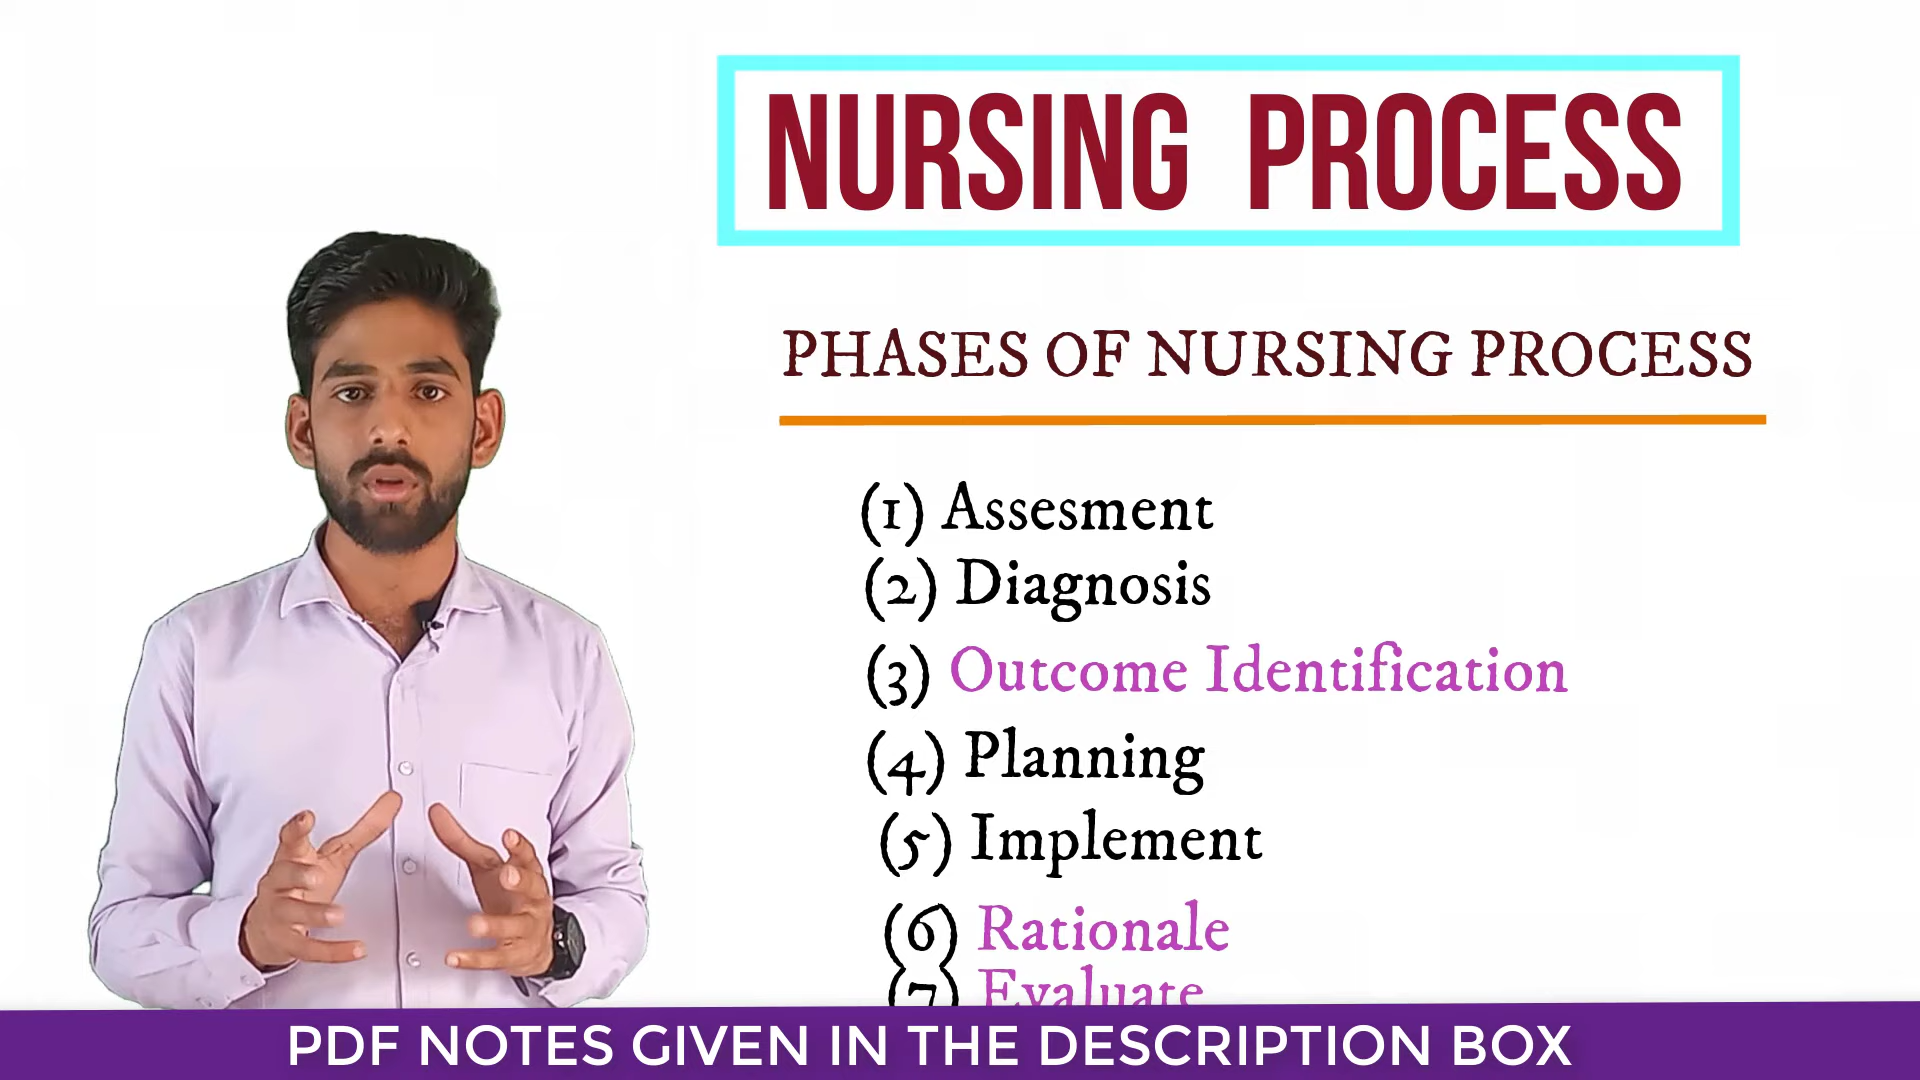 NURSING PROCESS
PHASES OF NURSING PROCESS
(1) Assesment
(2) Diagnosis
(3) Outcome Identification
(4) Planning
(5) Implement
(6) Rationale
(7) Evaluate
PDF NOTES GIVEN IN THE DESCRIPTION BOX